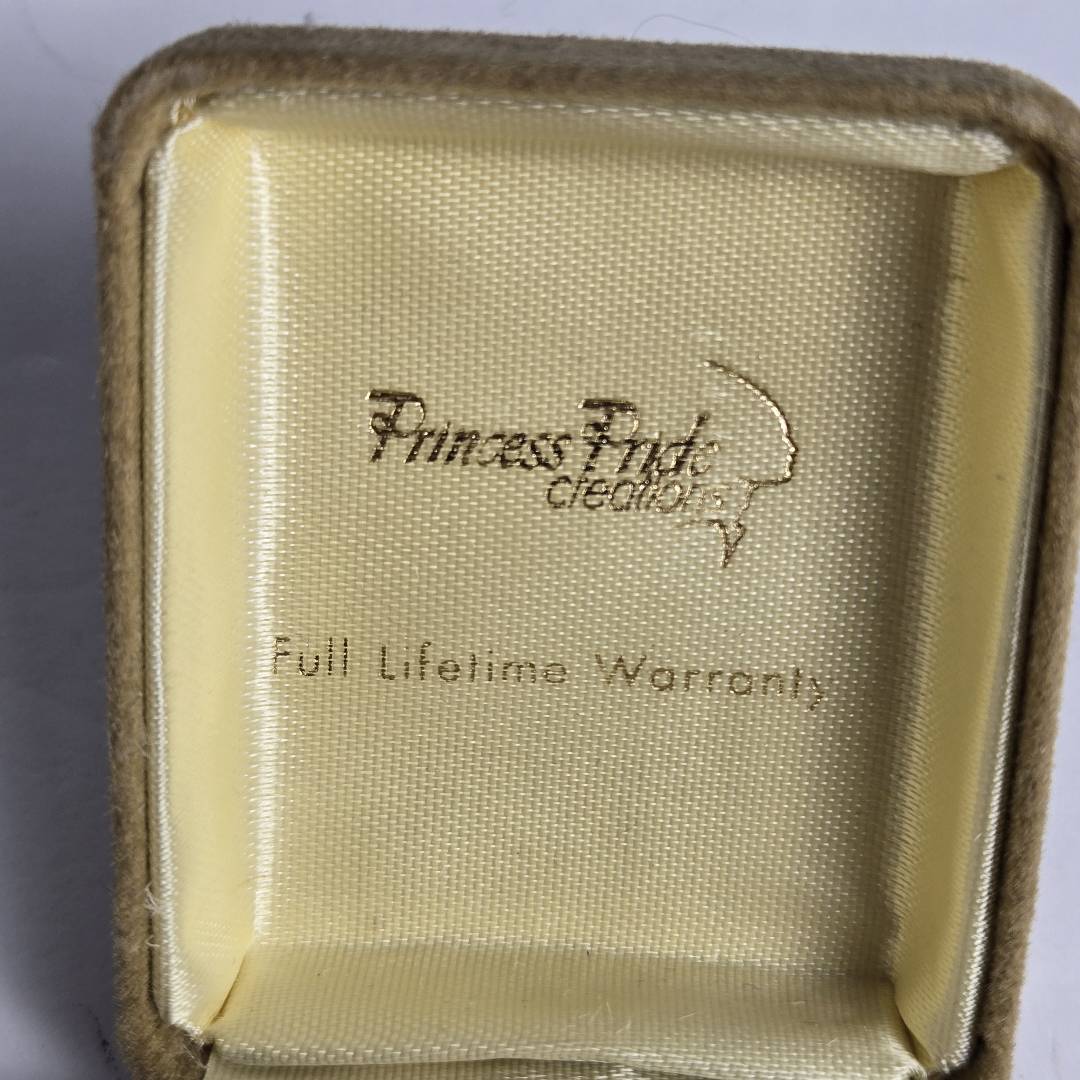 Princess Pride
creations
Full Lifetime Warranty